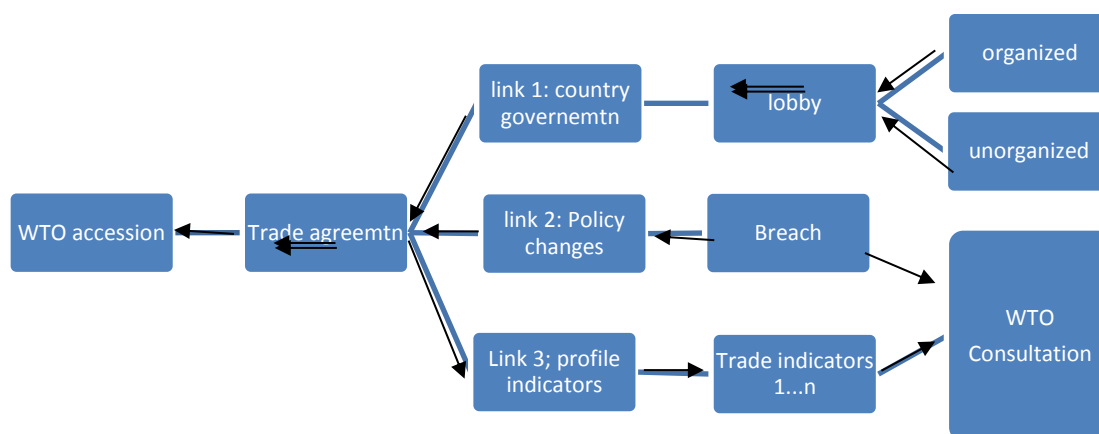 organized
link 1: country
governemtn
lobby
unorganized
WTO accession
Trade agreemtn
link 2: Policy
changes
Breach
WTO
Consultation
Link 3; profile
indicators
Trade indicators
1...n